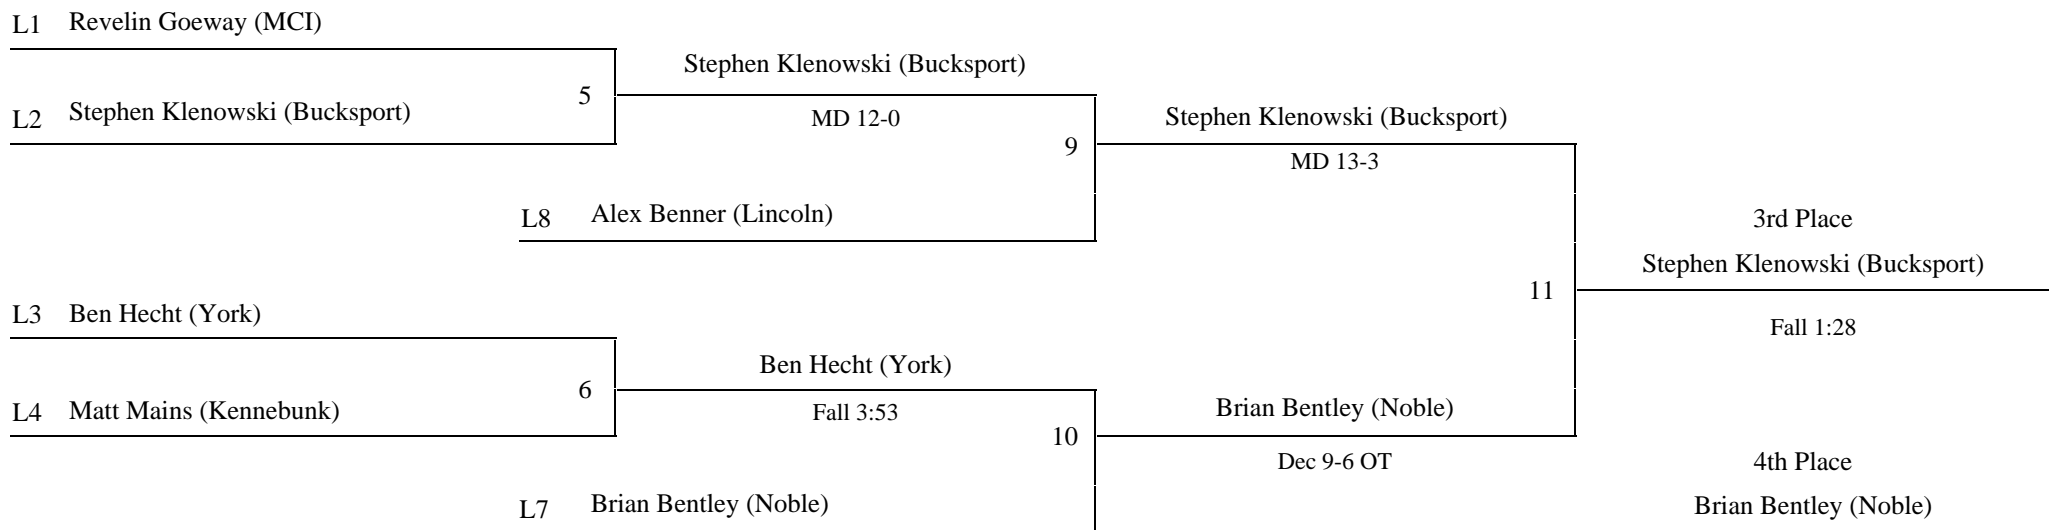 L1 Revelin Goeway (MCI)
Stephen Klenowski (Bucksport)
5
L2 Stephen Klenowski (Bucksport)
MD 12-0
Stephen Klenowski (Bucksport)
9
MD 13-3
L8 Alex Benner (Lincoln)
3rd Place
Stephen Klenowski (Bucksport)
11
L3 Ben Hecht (York)
Fall 1:28
Ben Hecht (York)
6
L4 Matt Mains (Kennebunk)
Fall 3:53
Brian Bentley (Noble)
10
Dec 9-6 OT
4th Place
L7 Brian Bentley (Noble)
Brian Bentley (Noble)